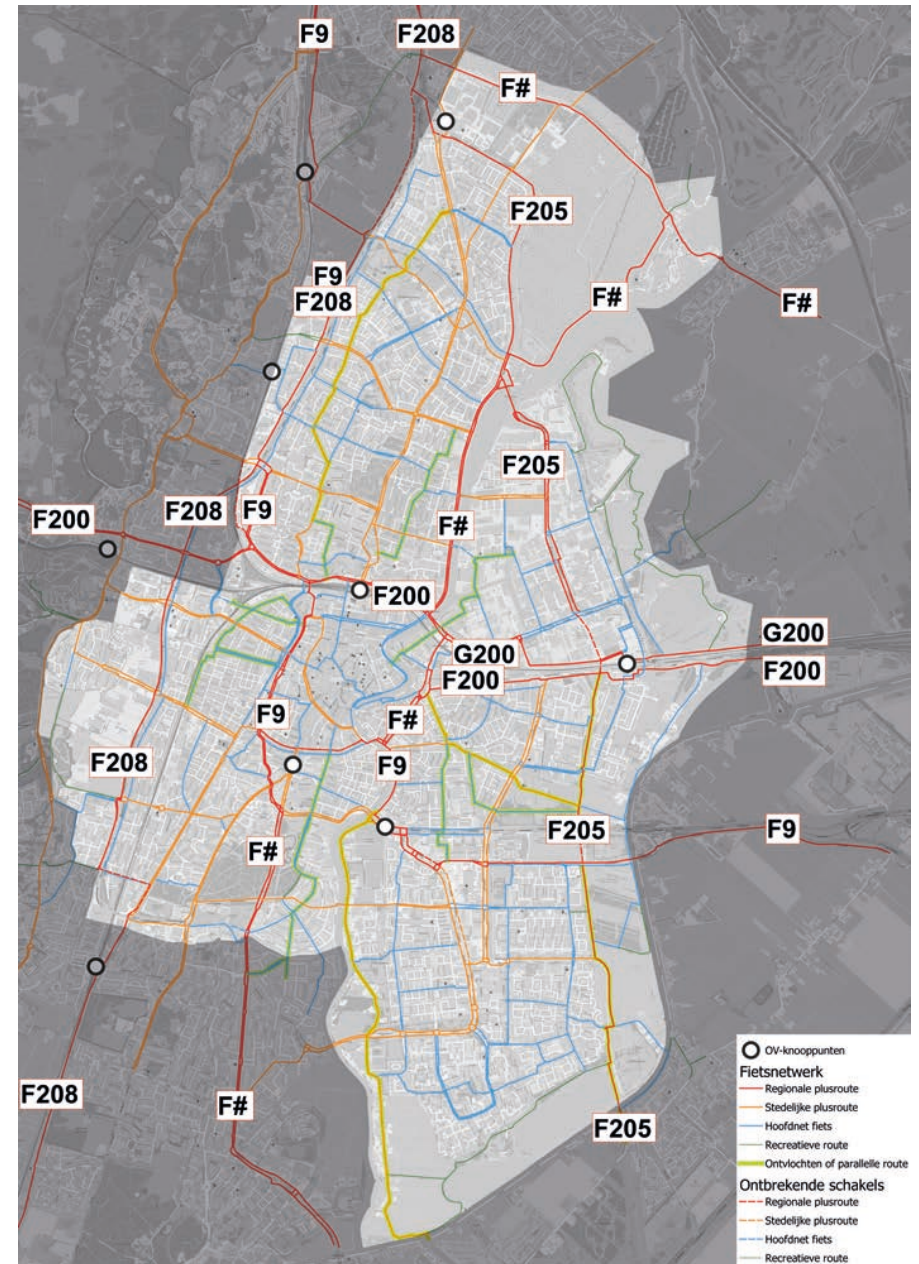 F9
F208
F#
F205
F9
F208
F#
F#
F205
F9
F208
F200
F#
F200
G200
G200
F200
F200
F9
F#
F208
F9
F205
F9
F#
F208
F#
F205
OV-knooppunten
Fietsnetwerk
Regionale plusroute
Stedelijke plusroute
Hoofdnet fiets
Recreatieve route
Ontvlochten of parallelle route
Ontbrekende schakels
Regionale plusroute
Stedelijke plusroute
Hoofdnet fiets
Recreatieve route